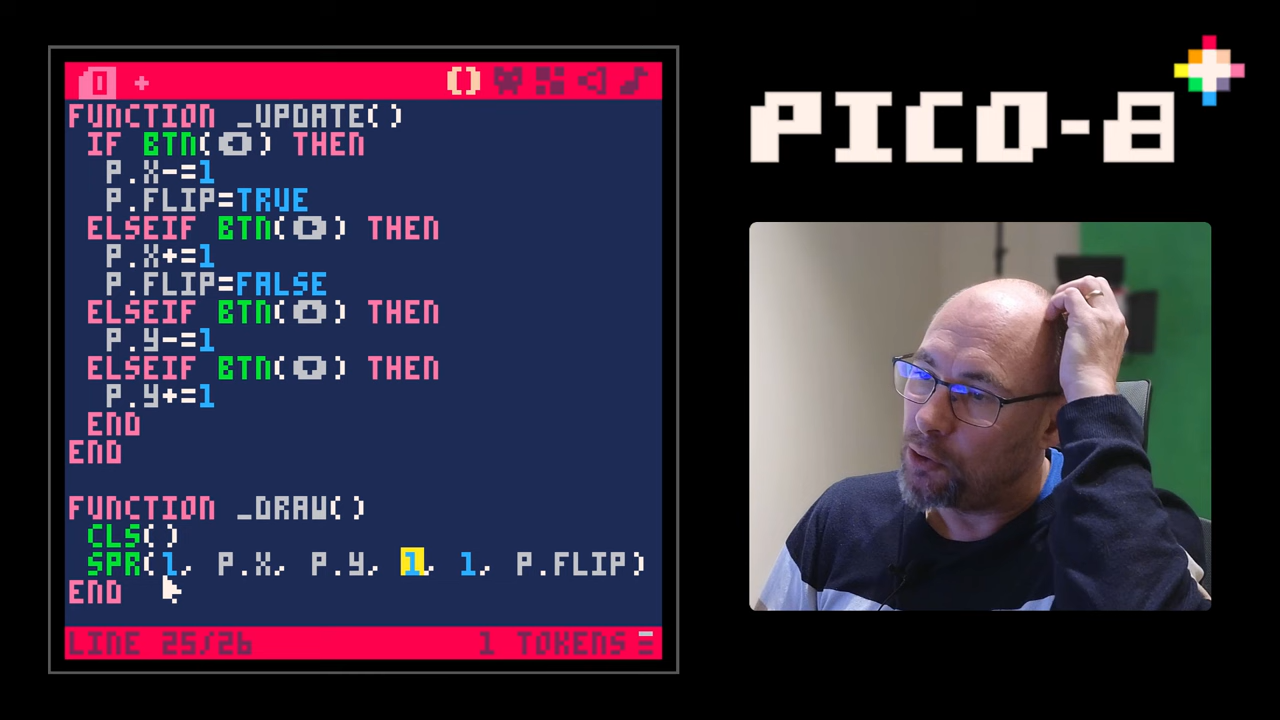 0 +
FUNCTION _UPDATE()
IF BTN(⬅️) THEN
P.X-=1
P.FLIP=TRUE
ELSEIF BTN(➡️) THEN
P.X+=1
P.FLIP=FALSE
ELSEIF BTN(⬆️) THEN
P.Y-=1
ELSEIF BTN(⬇️) THEN
P.Y+=1
END
END
FUNCTION _DRAW()
CLS()
SPR(1, P.X, P.Y, 1, 1, P.FLIP)
END
LINE 25/26 1 TOKENS
PICO-8